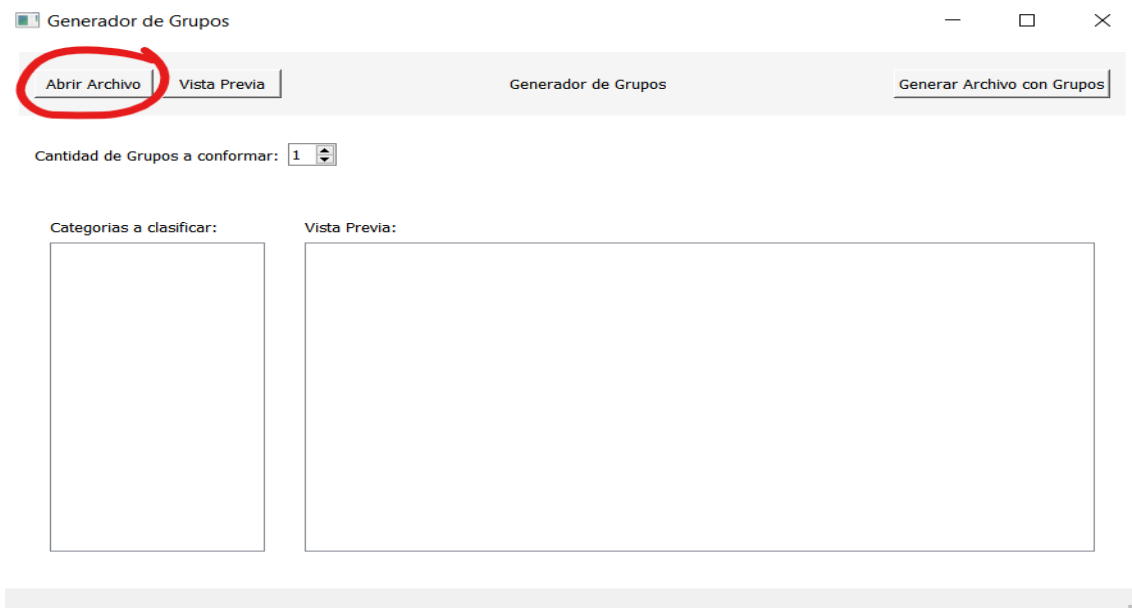 Generador de Grupos
Abrir Archivo Vista Previa Generador de Grupos Generar Archivo con Grupos
Cantidad de Grupos a conformar: 1
Categorias a clasificar: Vista Previa: